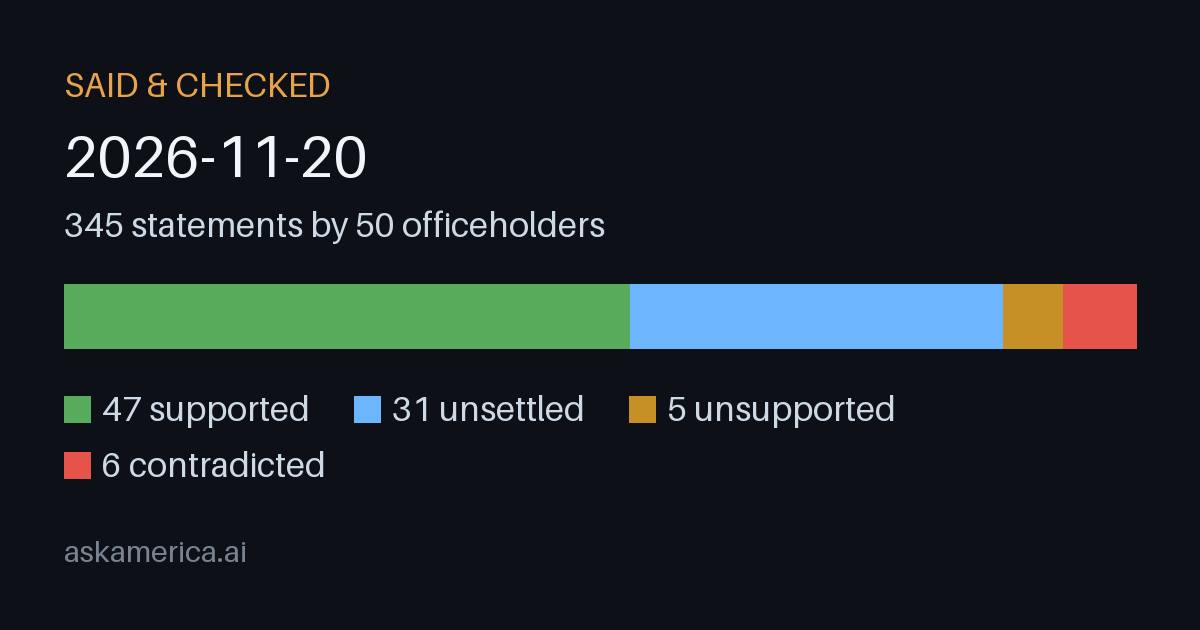 SAID & CHECKED
2026-11-20
345 statements by 50 officeholders
47 supported 31 unsettled 5 unsupported
6 contradicted
askamerica.ai